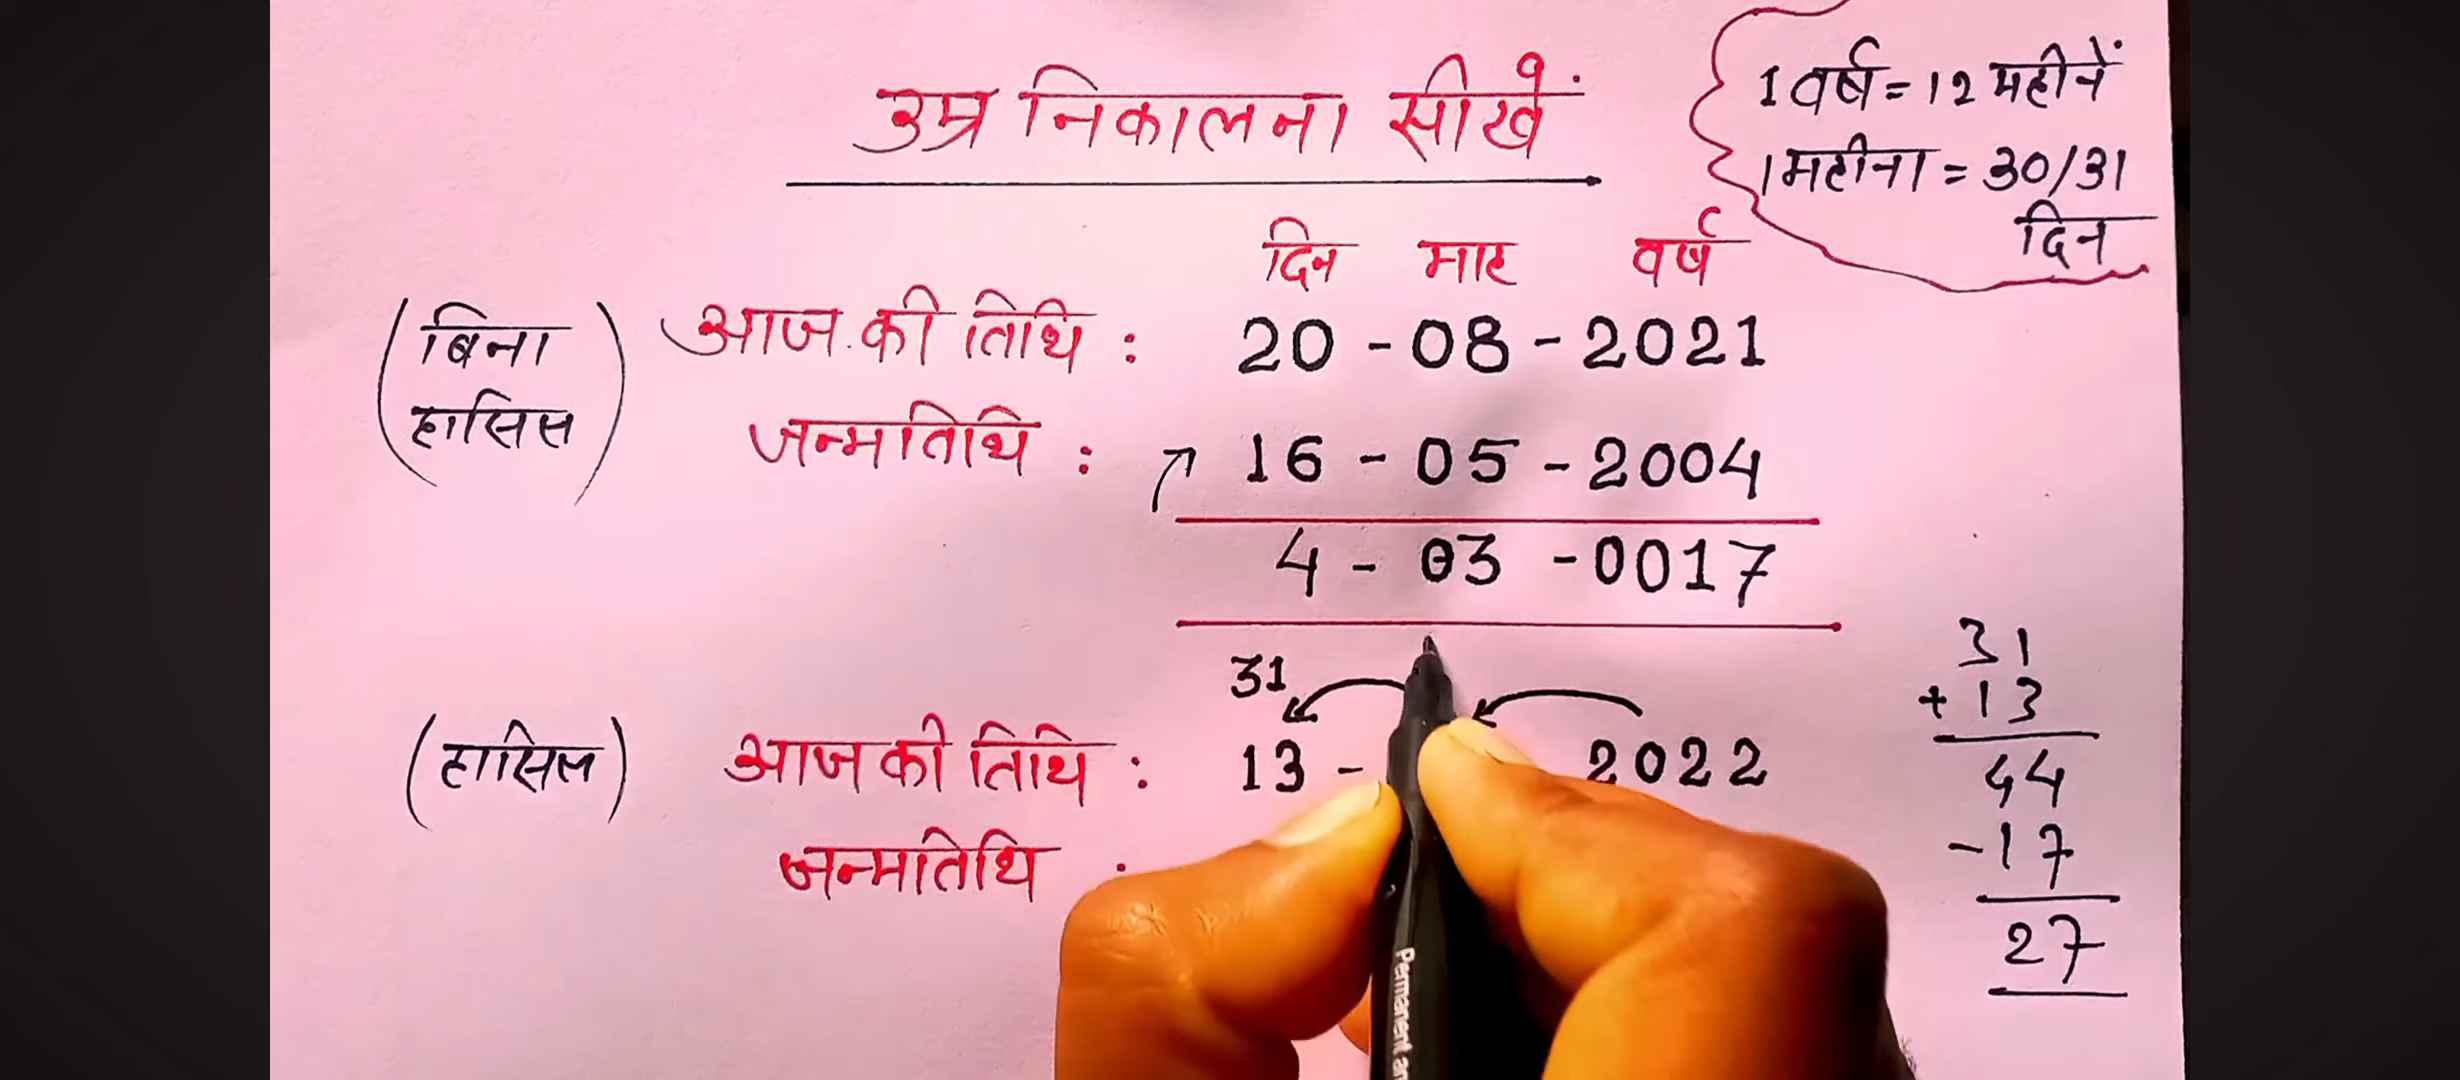 उम्र निकालना सीखें
1 वर्ष = 12 महीनें
1 महीना = 30/31
दिन
दिन माह वर्ष
(बिना हासिस) आज की तिथि : 20 - 08 - 2021
जन्मतिथि : 16 - 05 - 2004
4 - 03 - 0017
31
(हासिल) आज की तिथि : 13 - 2022
जन्मतिथि :
31
+ 13
44
- 17
27
Permanent